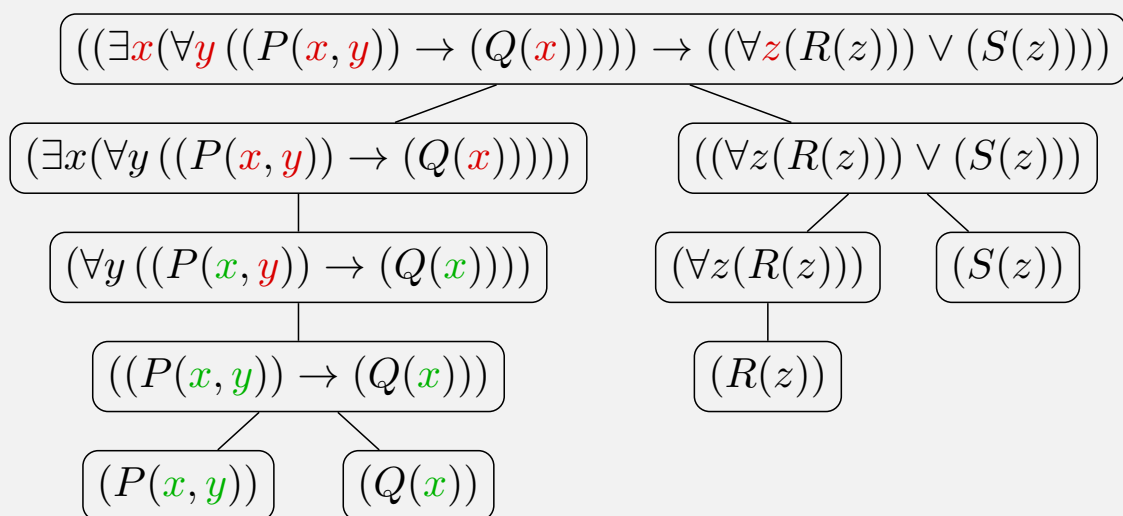 ((∃x(∀y ((P(x, y)) → (Q(x))))) → ((∀z(R(z))) ∨ (S(z))))
(∃x(∀y ((P(x, y)) → (Q(x)))))
((∀z(R(z))) ∨ (S(z)))
(∀y ((P(x, y)) → (Q(x))))
(∀z(R(z)))
(S(z))
((P(x, y)) → (Q(x)))
(R(z))
(P(x, y))
(Q(x))